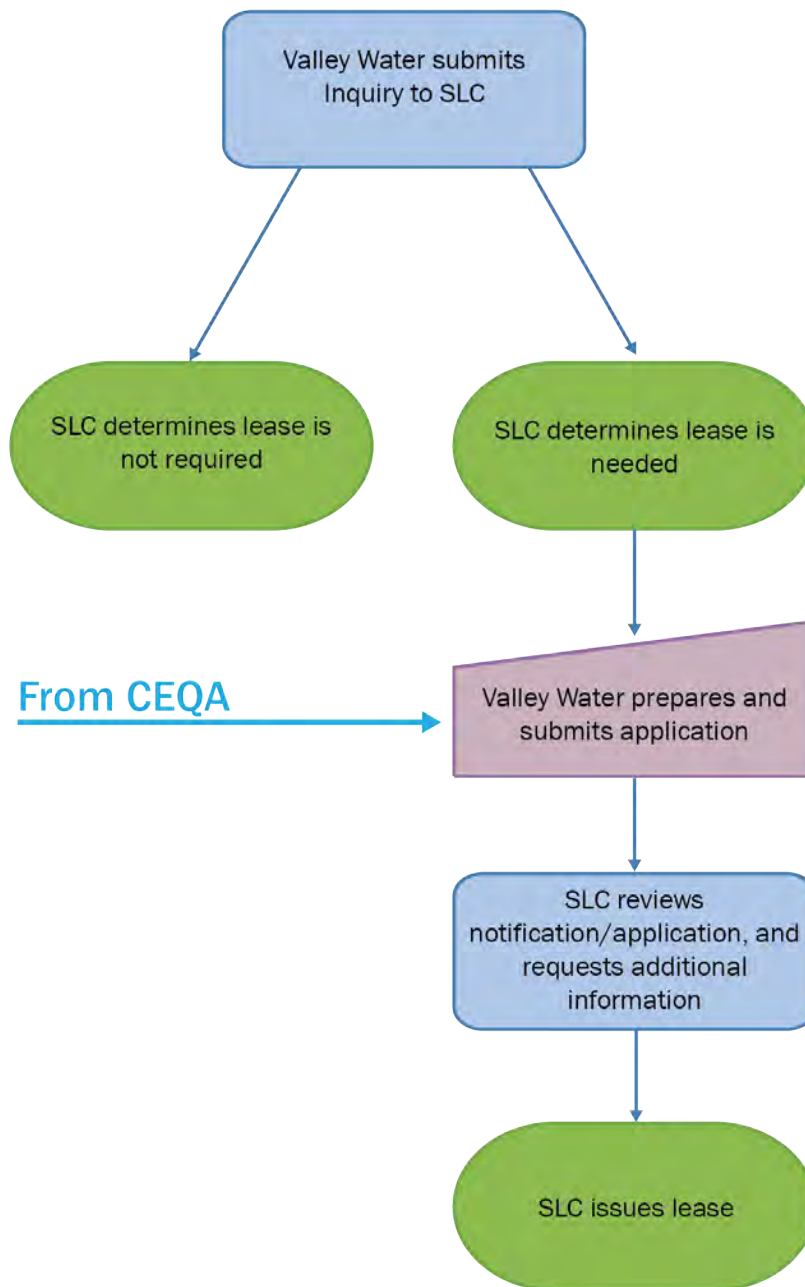 Valley Water submits
Inquiry to SLC
SLC determines lease is
not required
SLC determines lease is
needed
From CEQA
Valley Water prepares and
submits application
SLC reviews
notification/application, and
requests additional
information
SLC issues lease